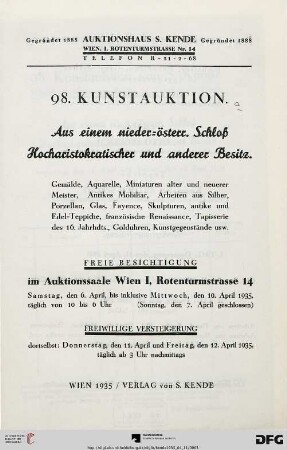 Gegründet 1885 AUKTIONSHAUS S. KENDE Gegründet 1885
WIEN, I. ROTENTURMSTRASSE Nr. 14
TELEFON R-21-2-68
98. KUNSTAUKTION.
Aus einem nieder=österr. Schloß
Hocharistokratischer und anderer Besitz.
Gemälde, Aquarelle, Miniaturen alter und neuerer
Meister, Antikes Mobiliar, Arbeiten aus Silber,
Porzellan, Glas, Fayence, Skulpturen, antike und
Edel-Teppiche, französische Renaissance, Tapisserie
des 16. Jahrhdts., Golduhren, Kunstgegenstände usw.
FREIE BESICHTIGUNG
im Auktionssaale Wien I, Rotenturmstrasse 14
Samstag, den 6. April, bis inklusive Mittwoch, den 10. April 1935,
täglich von 10 bis 6 Uhr (Sonntag, den 7. April geschlossen)
FREIWILLIGE VERSTEIGERUNG
dortselbst: Donnerstag, den 11. April und Freitag, den 12. April 1935,
täglich ab 3 Uhr nachmittags
WIEN 1935 / VERLAG von S. KENDE
DFG